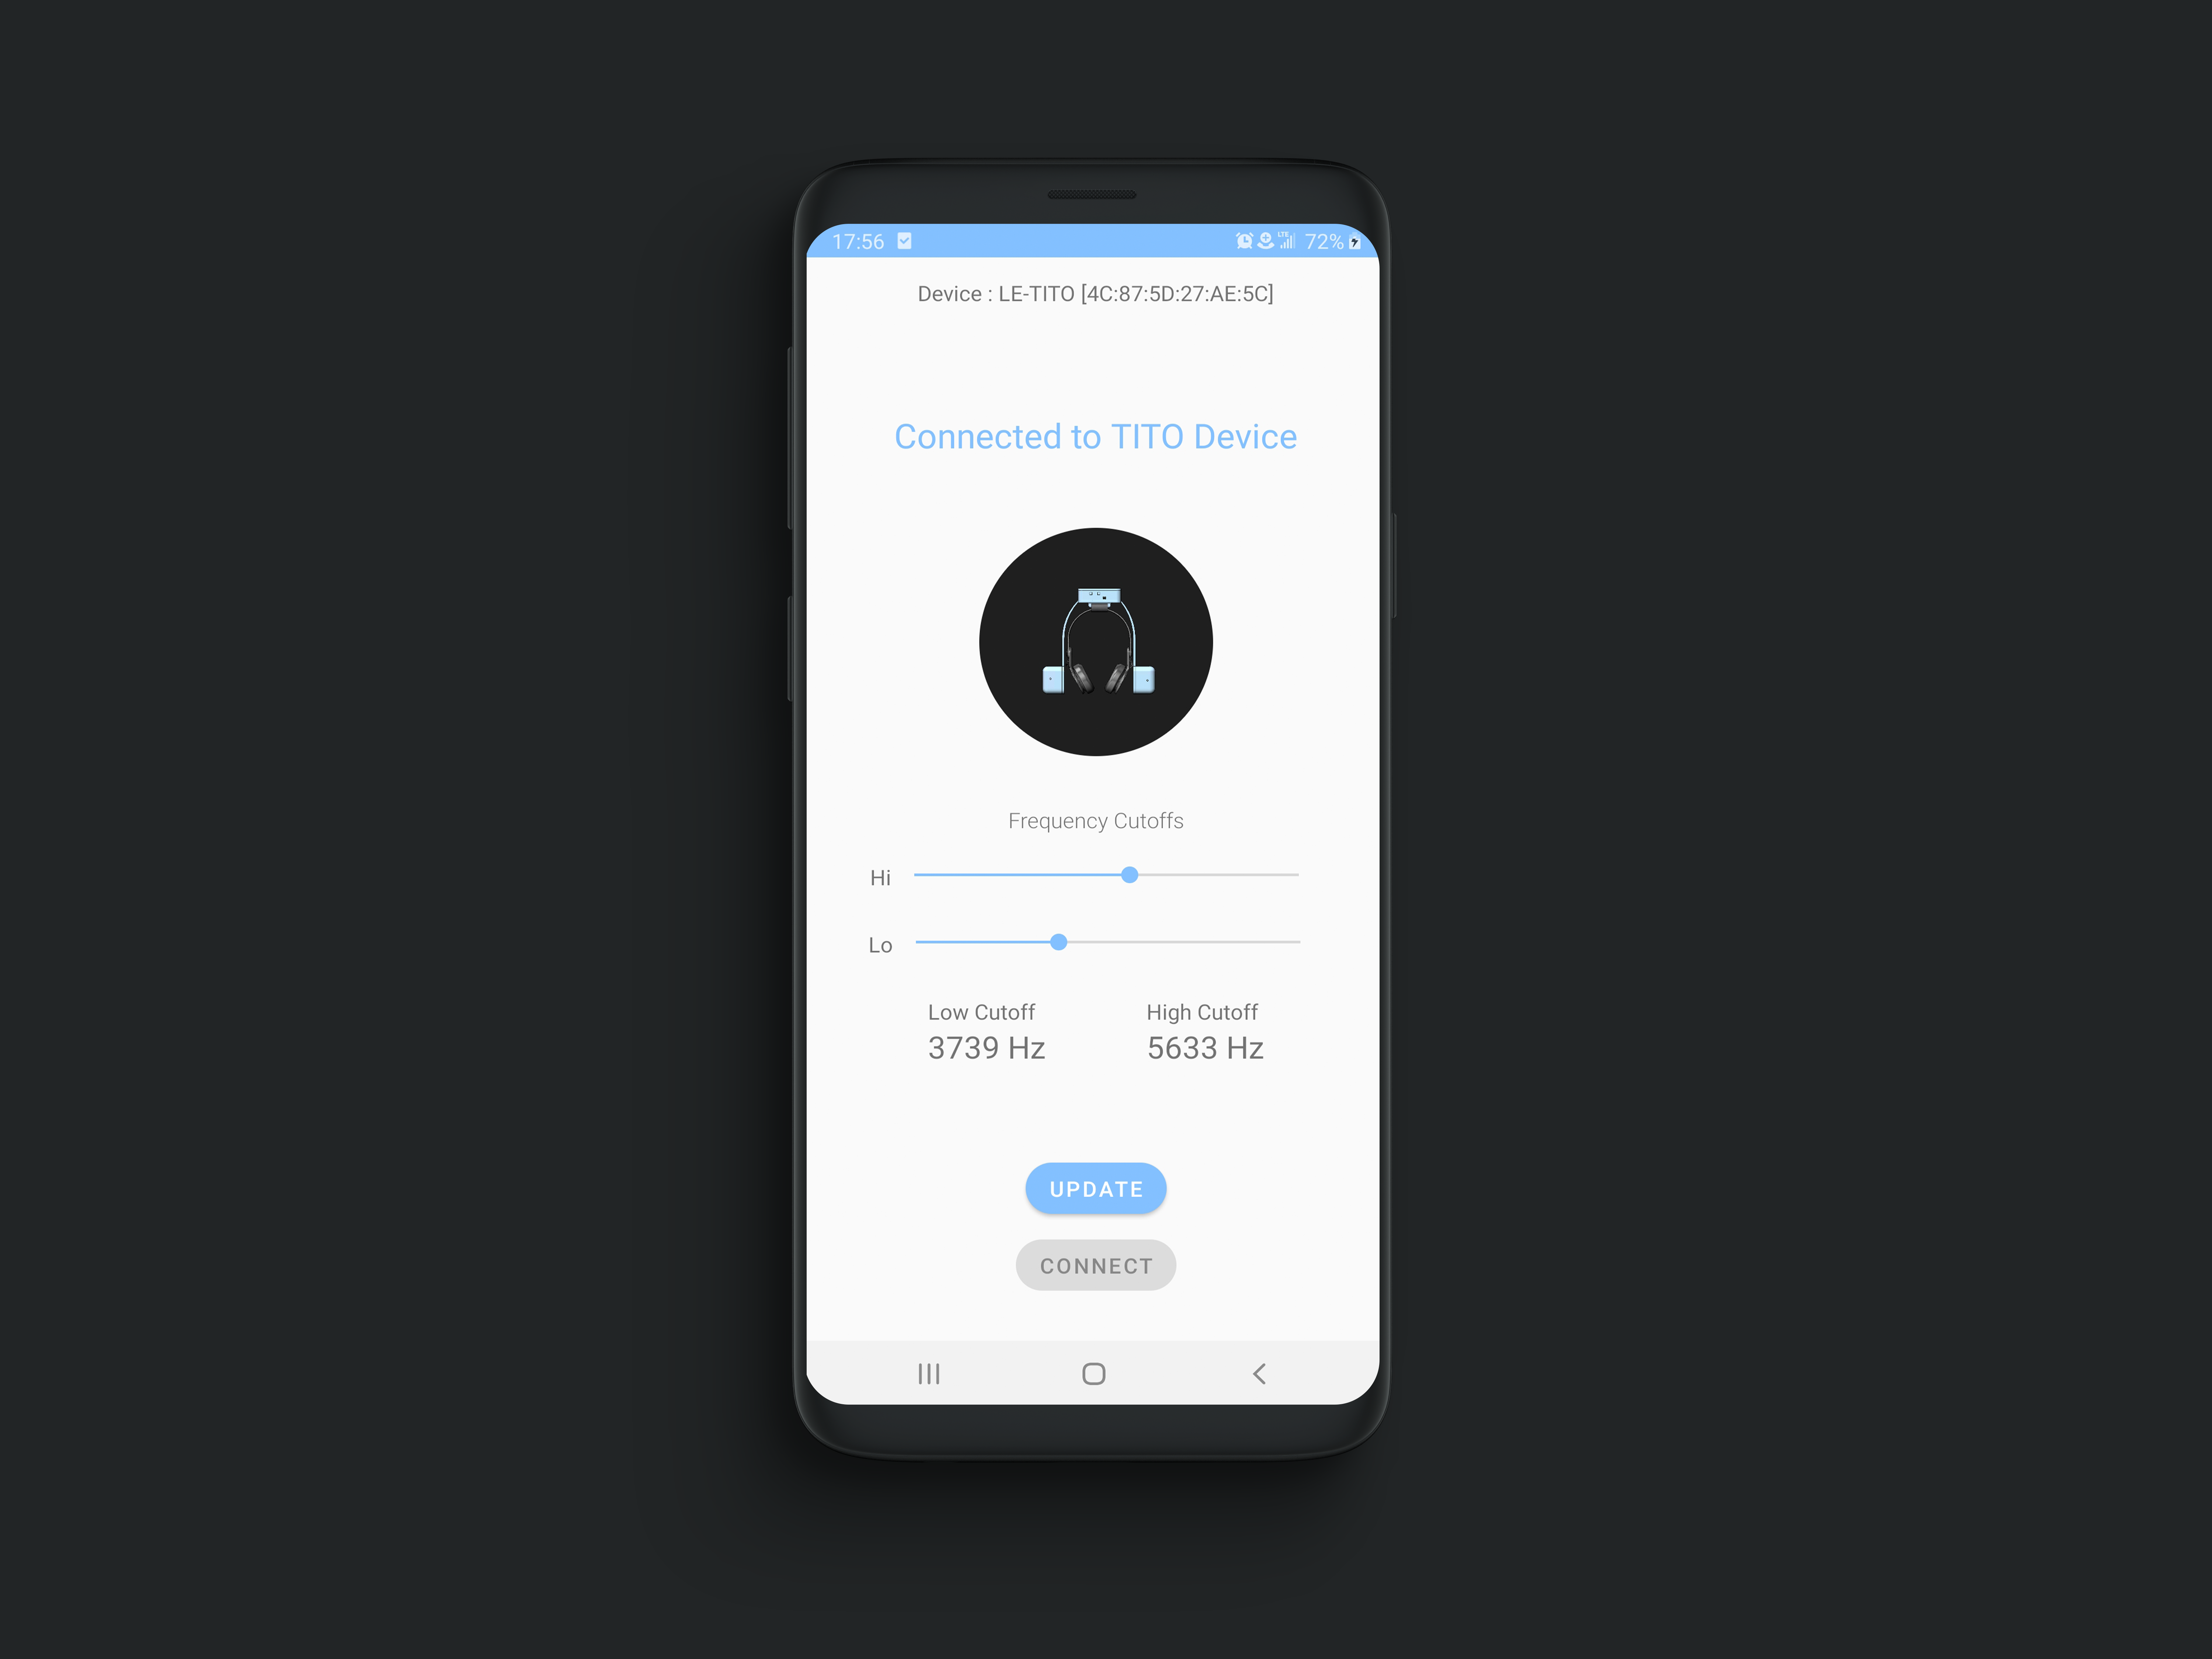 17:56 LTE 72%
Device : LE-TITO [4C:87:5D:27:AE:5C]
Connected to TITO Device
Frequency Cutoffs
Hi
Lo
Low Cutoff High Cutoff
3739 Hz 5633 Hz
UPDATE
CONNECT